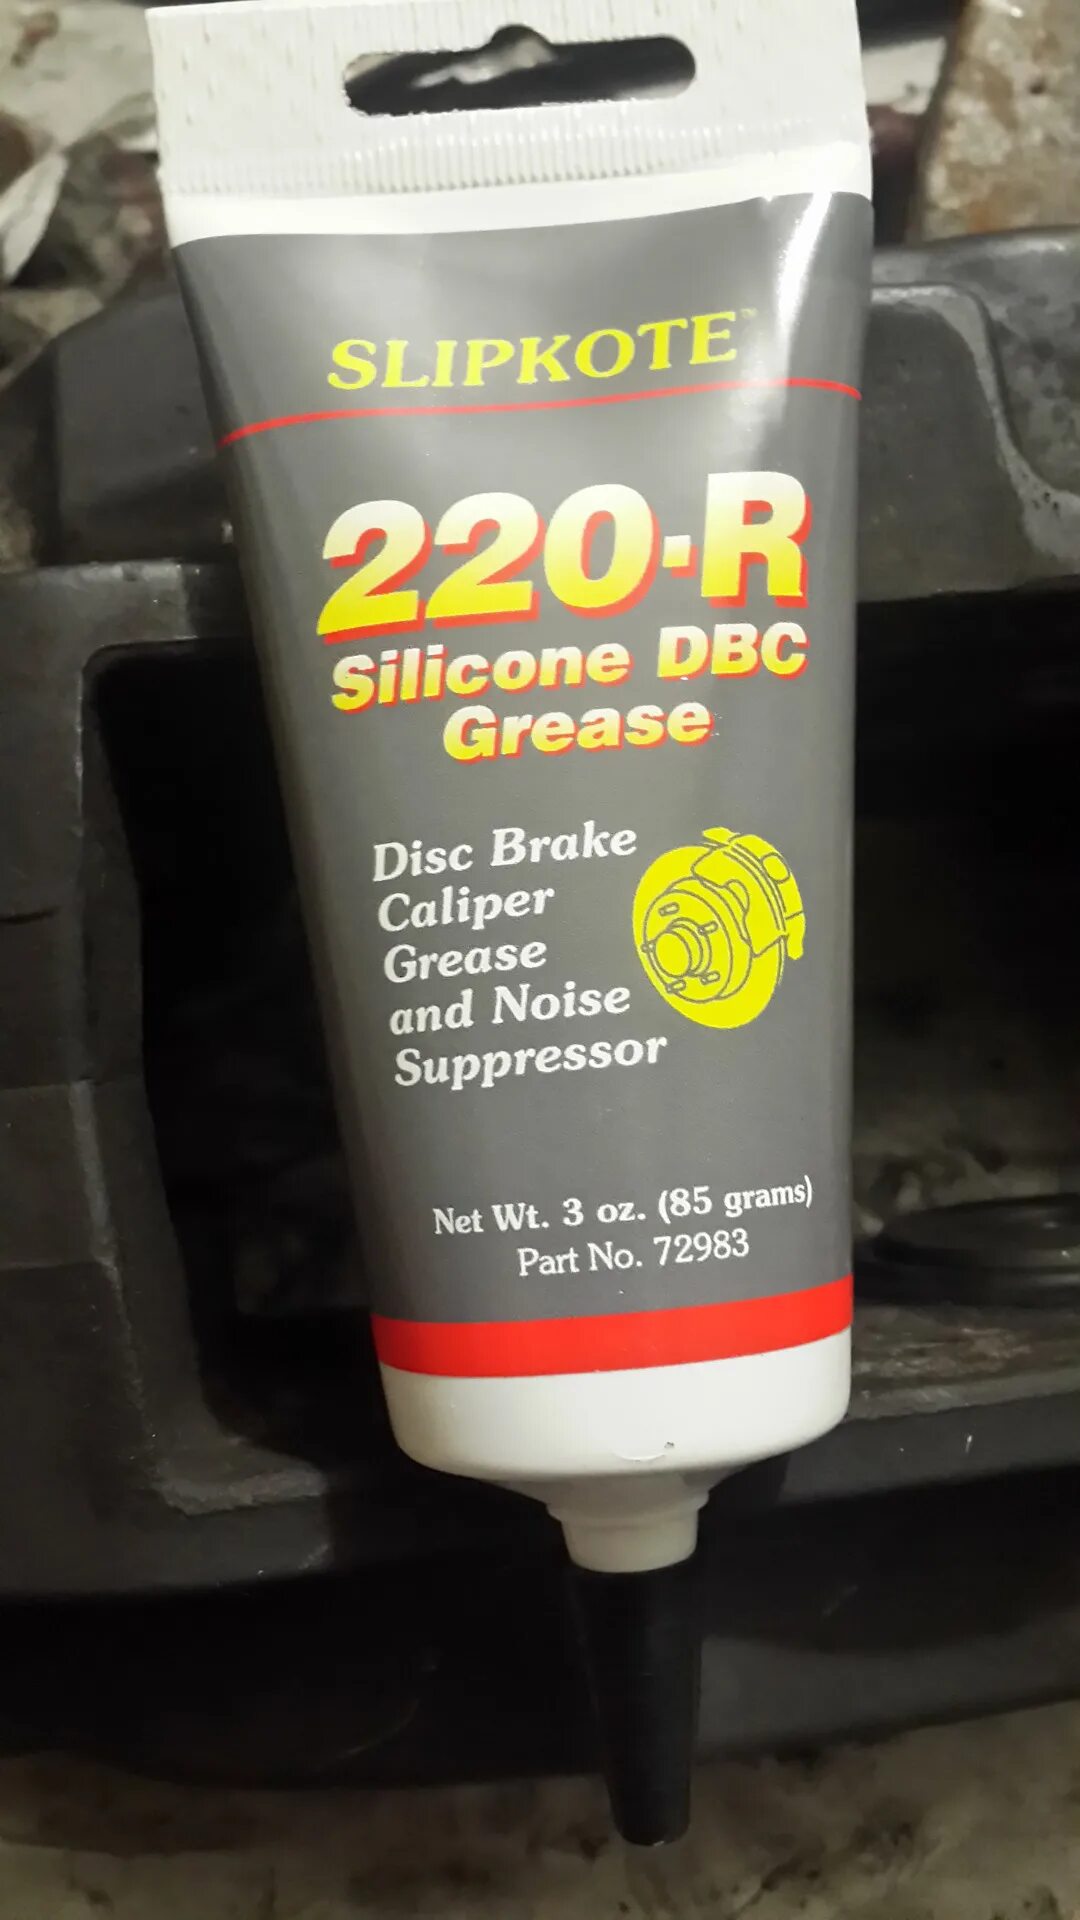 SLIPKOTE™
220-R
Silicone DBC
Grease
Disc Brake
Caliper
Grease
and Noise
Suppressor
Net Wt. 3 oz. (85 grams)
Part No. 72983